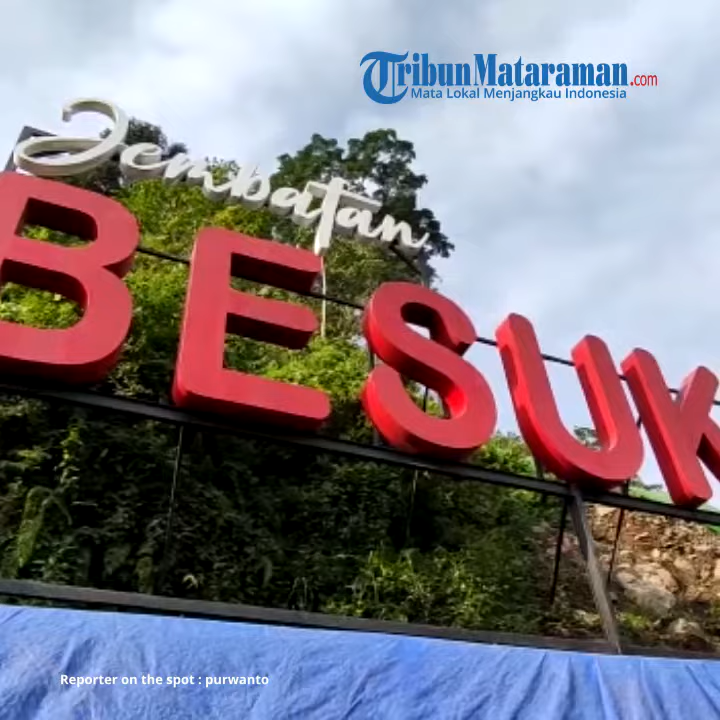 TribunMataraman.com
Mata Lokal Menjangkau Indonesia
Jembatan
BESUK
Reporter on the spot : purwanto